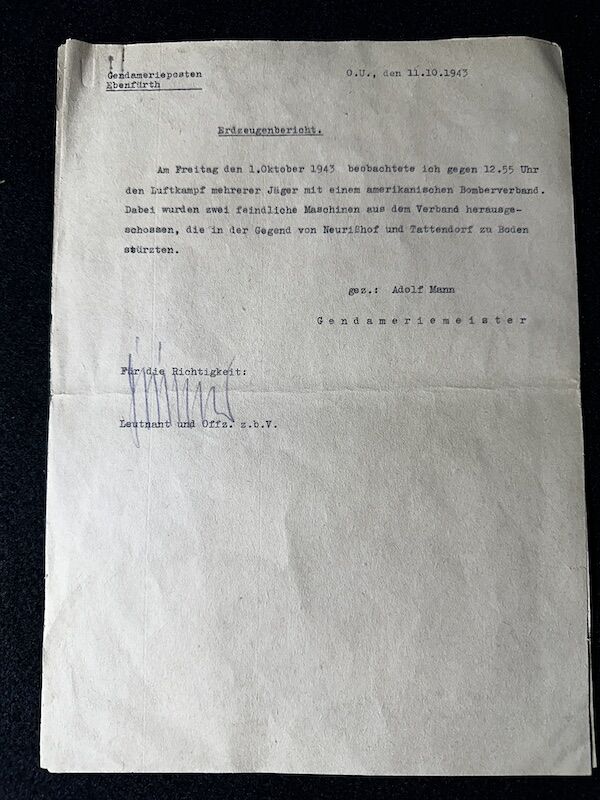 Gendamerieposten O.U., den 11.10.1943
Ebenfürth
Erdzeugenbericht.
Am Freitag den 1.Oktober 1943 beobachtete ich gegen 12.55 Uhr
den Luftkampf mehrerer Jäger mit einem amerikanischen Bomberverband.
Dabei wurden zwei feindliche Maschinen aus dem Verband herausge-
schossen, die in der Gegend von Neurißhof und Tattendorf zu Boden
stürzten.
gez.: Adolf Mann
Gendameriemeister
Für die Richtigkeit:
Leutnant und Offz. z.b.V.